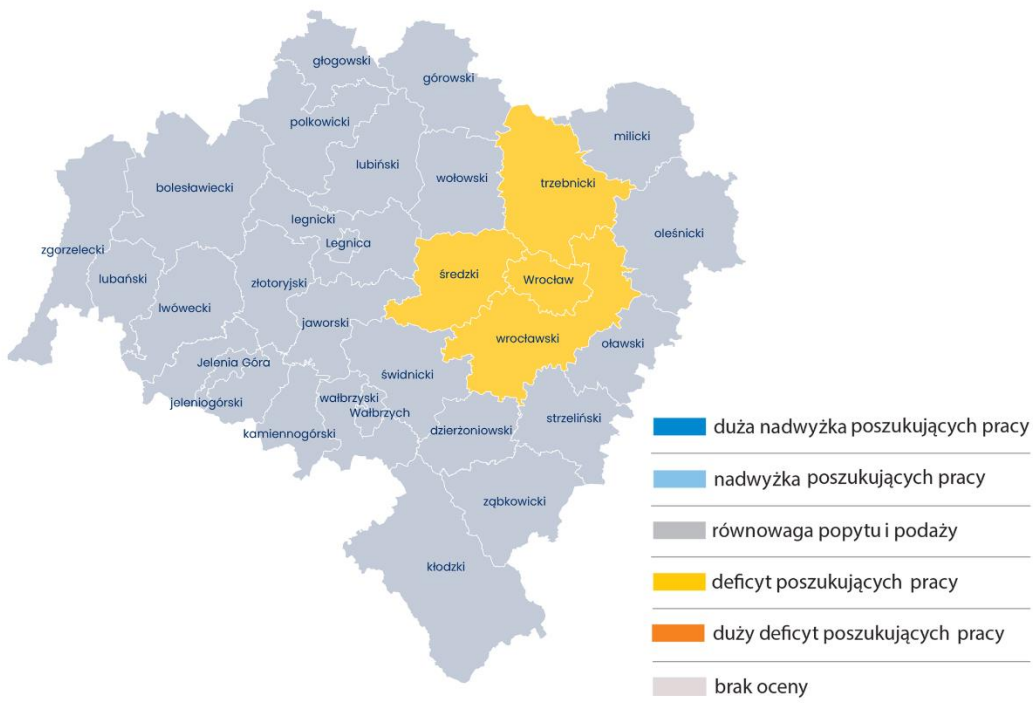 głogowski
górowski
polkowicki
milicki
lubiński
wołowski
trzebnicki
bolesławiecki
legnicki
oleśnicki
Legnica
zgorzelecki
średzki
lubański
złotoryjski
Wrocław
lwówecki
jaworski
wrocławski
oławski
Jelenia Góra
świdnicki
jeleniogórski
wałbrzyski
Wałbrzych
kamiennogórski
dzierżoniowski
strzeliński
ząbkowicki
kłodzki
duża nadwyżka poszukujących pracy
nadwyżka poszukujących pracy
równowaga popytu i podaży
deficyt poszukujących pracy
duży deficyt poszukujących pracy
brak oceny